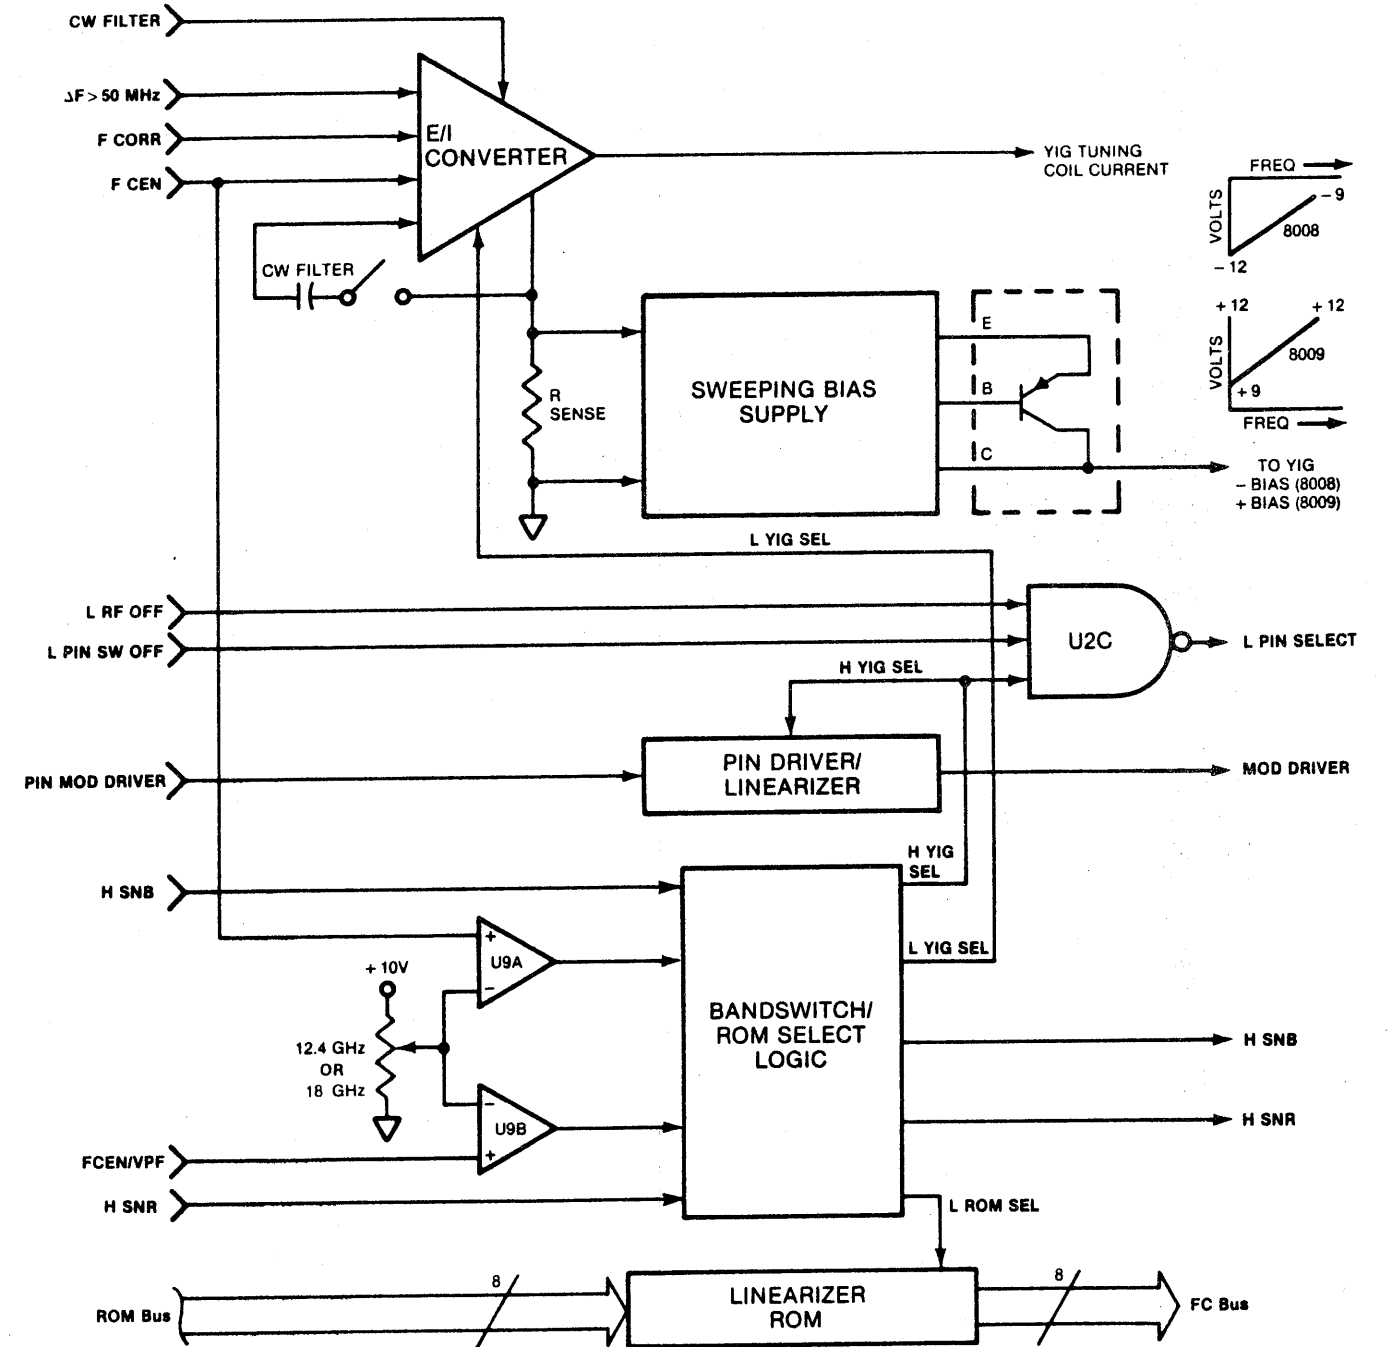 CW FILTER
ΔF > 50 MHz
F CORR
F CEN
E/I
CONVERTER
YIG TUNING
COIL CURRENT
FREQ
VOLTS
- 9
8008
- 12
CW FILTER
+ 12
+ 12
VOLTS
8009
+ 9
FREQ
R
SENSE
SWEEPING BIAS
SUPPLY
E
B
C
TO YIG
- BIAS (8008)
+ BIAS (8009)
L YIG SEL
L RF OFF
L PIN SW OFF
U2C
L PIN SELECT
H YIG SEL
PIN MOD DRIVER
PIN DRIVER/
LINEARIZER
MOD DRIVER
H YIG
SEL
H SNB
+
U9A
-
L YIG SEL
+ 10V
12.4 GHz
OR
18 GHz
BANDSWITCH/
ROM SELECT
LOGIC
H SNB
-
U9B
+
H SNR
FCEN/VPF
H SNR
L ROM SEL
8
8
ROM Bus
LINEARIZER
ROM
FC Bus